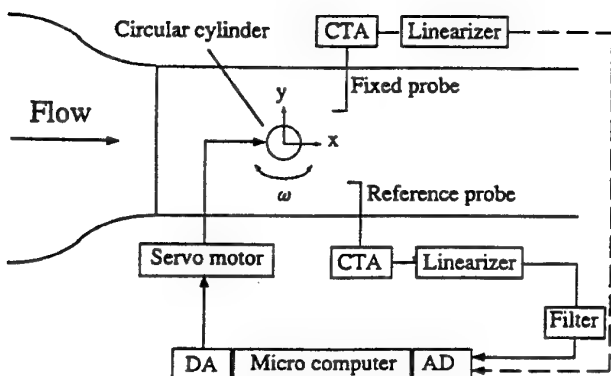 Circular cylinder
CTA
Linearizer
Fixed probe
Flow
y
x
ω
Reference probe
Servo motor
CTA
Linearizer
Filter
DA
Micro computer
AD